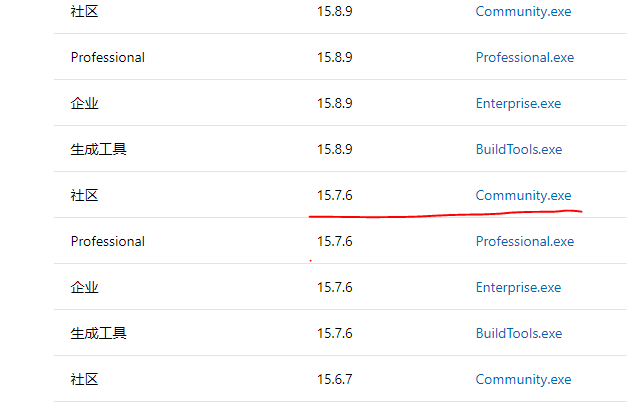 社区 15.8.9 Community.exe
Professional 15.8.9 Professional.exe
企业 15.8.9 Enterprise.exe
生成工具 15.8.9 BuildTools.exe
社区 15.7.6 Community.exe
Professional 15.7.6 Professional.exe
企业 15.7.6 Enterprise.exe
生成工具 15.7.6 BuildTools.exe
社区 15.6.7 Community.exe